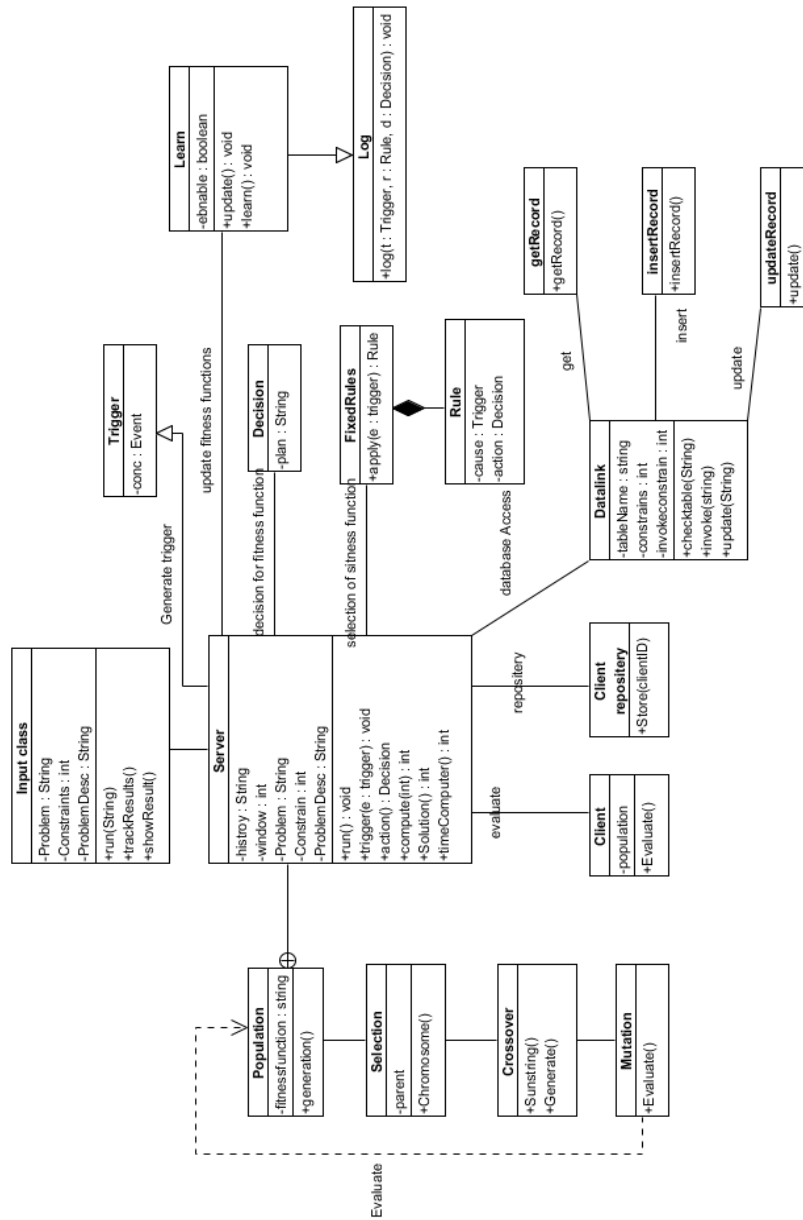 Input class
-Problem : String
-Constraints : int
-ProblemDesc : String
+run(String)
+trackResults()
+showResult()
Generate trigger
Trigger
-conc : Event
Learn
-ebnable : boolean
+update() : void
+learn() : void
update fitness functions
Server
-histroy : String
-window : int
-Problem : String
-Constrain : int
-ProblemDesc : String
+run() : void
+trigger(e : trigger) : void
+action() : Decision
+compute(int) : int
+Solution() : int
+timeComputer() : int
decision for fitness function
Decision
-plan : String
Log
+log(t : Trigger, r : Rule, d : Decision) : void
selection of sitness function
FixedRules
+apply(e : trigger) : Rule
Rule
-cause : Trigger
-action : Decision
Population
-fitnessfunction : string
+generation()
Evaluate
Selection
-parent
+Chromosome()
Crossover
+Sunstring()
+Generate()
Mutation
+Evaluate()
evaluate
Client
-population
+Evaluate()
repository
Client
repositery
+Store(clientID)
database Access
Datalink
-tableName : string
-constrains : int
-invokeconstrain : int
+checktable(String)
+invoke(string)
+update(String)
get
getRecord
+getRecord()
insert
insertRecord
+insertRecord()
update
updateRecord
+update()